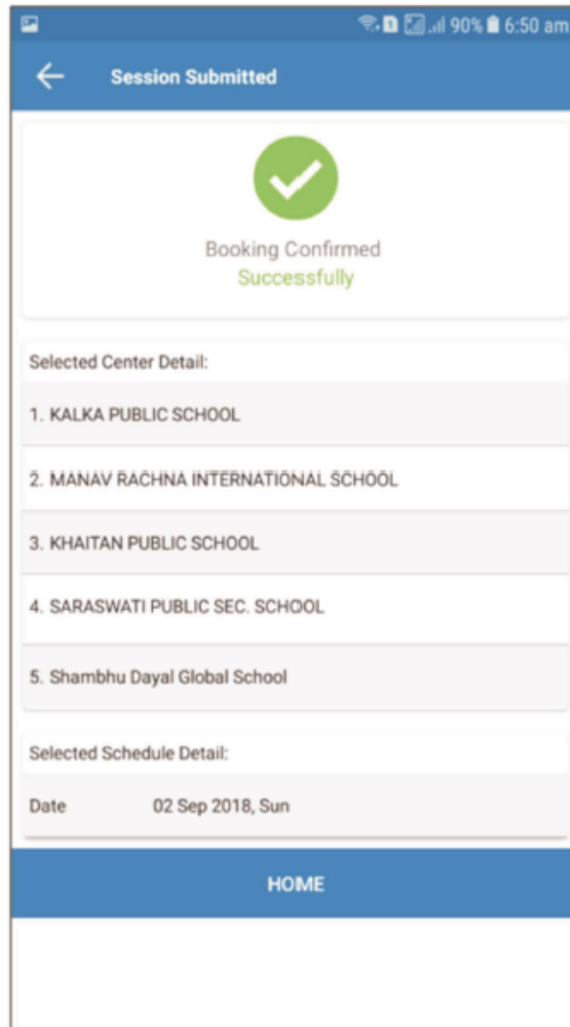 90% 6:50 am
Session Submitted
Booking Confirmed
Successfully
Selected Center Detail:
1. KALKA PUBLIC SCHOOL
2. MANAV RACHNA INTERNATIONAL SCHOOL
3. KHAITAN PUBLIC SCHOOL
4. SARASWATI PUBLIC SEC. SCHOOL
5. Shambhu Dayal Global School
Selected Schedule Detail:
Date 02 Sep 2018, Sun
HOME